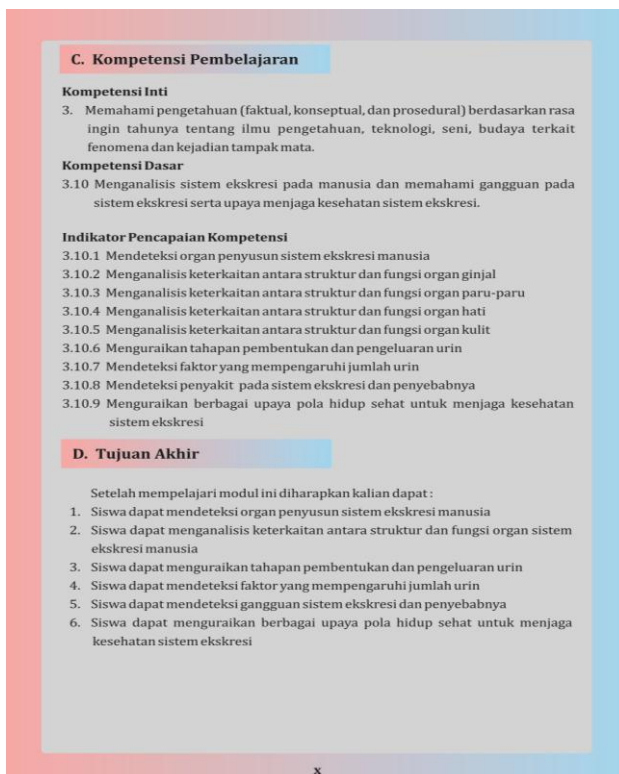 C. Kompetensi Pembelajaran
Kompetensi Inti
3. Memahami pengetahuan (faktual, konseptual, dan prosedural) berdasarkan rasa
ingin tahunya tentang ilmu pengetahuan, teknologi, seni, budaya terkait
fenomena dan kejadian tampak mata.
Kompetensi Dasar
3.10 Menganalisis sistem ekskresi pada manusia dan memahami gangguan pada
sistem ekskresi serta upaya menjaga kesehatan sistem ekskresi.
Indikator Pencapaian Kompetensi
3.10.1 Mendeteksi organ penyusun sistem ekskresi manusia
3.10.2 Menganalisis keterkaitan antara struktur dan fungsi organ ginjal
3.10.3 Menganalisis keterkaitan antara struktur dan fungsi organ paru-paru
3.10.4 Menganalisis keterkaitan antara struktur dan fungsi organ hati
3.10.5 Menganalisis keterkaitan antara struktur dan fungsi organ kulit
3.10.6 Menguraikan tahapan pembentukan dan pengeluaran urin
3.10.7 Mendeteksi faktor yang mempengaruhi jumlah urin
3.10.8 Mendeteksi penyakit pada sistem ekskresi dan penyebabnya
3.10.9 Menguraikan berbagai upaya pola hidup sehat untuk menjaga kesehatan
sistem ekskresi
D. Tujuan Akhir
Setelah mempelajari modul ini diharapkan kalian dapat :
1. Siswa dapat mendeteksi organ penyusun sistem ekskresi manusia
2. Siswa dapat menganalisis keterkaitan antara struktur dan fungsi organ sistem
ekskresi manusia
3. Siswa dapat menguraikan tahapan pembentukan dan pengeluaran urin
4. Siswa dapat mendeteksi faktor yang mempengaruhi jumlah urin
5. Siswa dapat mendeteksi gangguan sistem ekskresi dan penyebabnya
6. Siswa dapat menguraikan berbagai upaya pola hidup sehat untuk menjaga
kesehatan sistem ekskresi
x